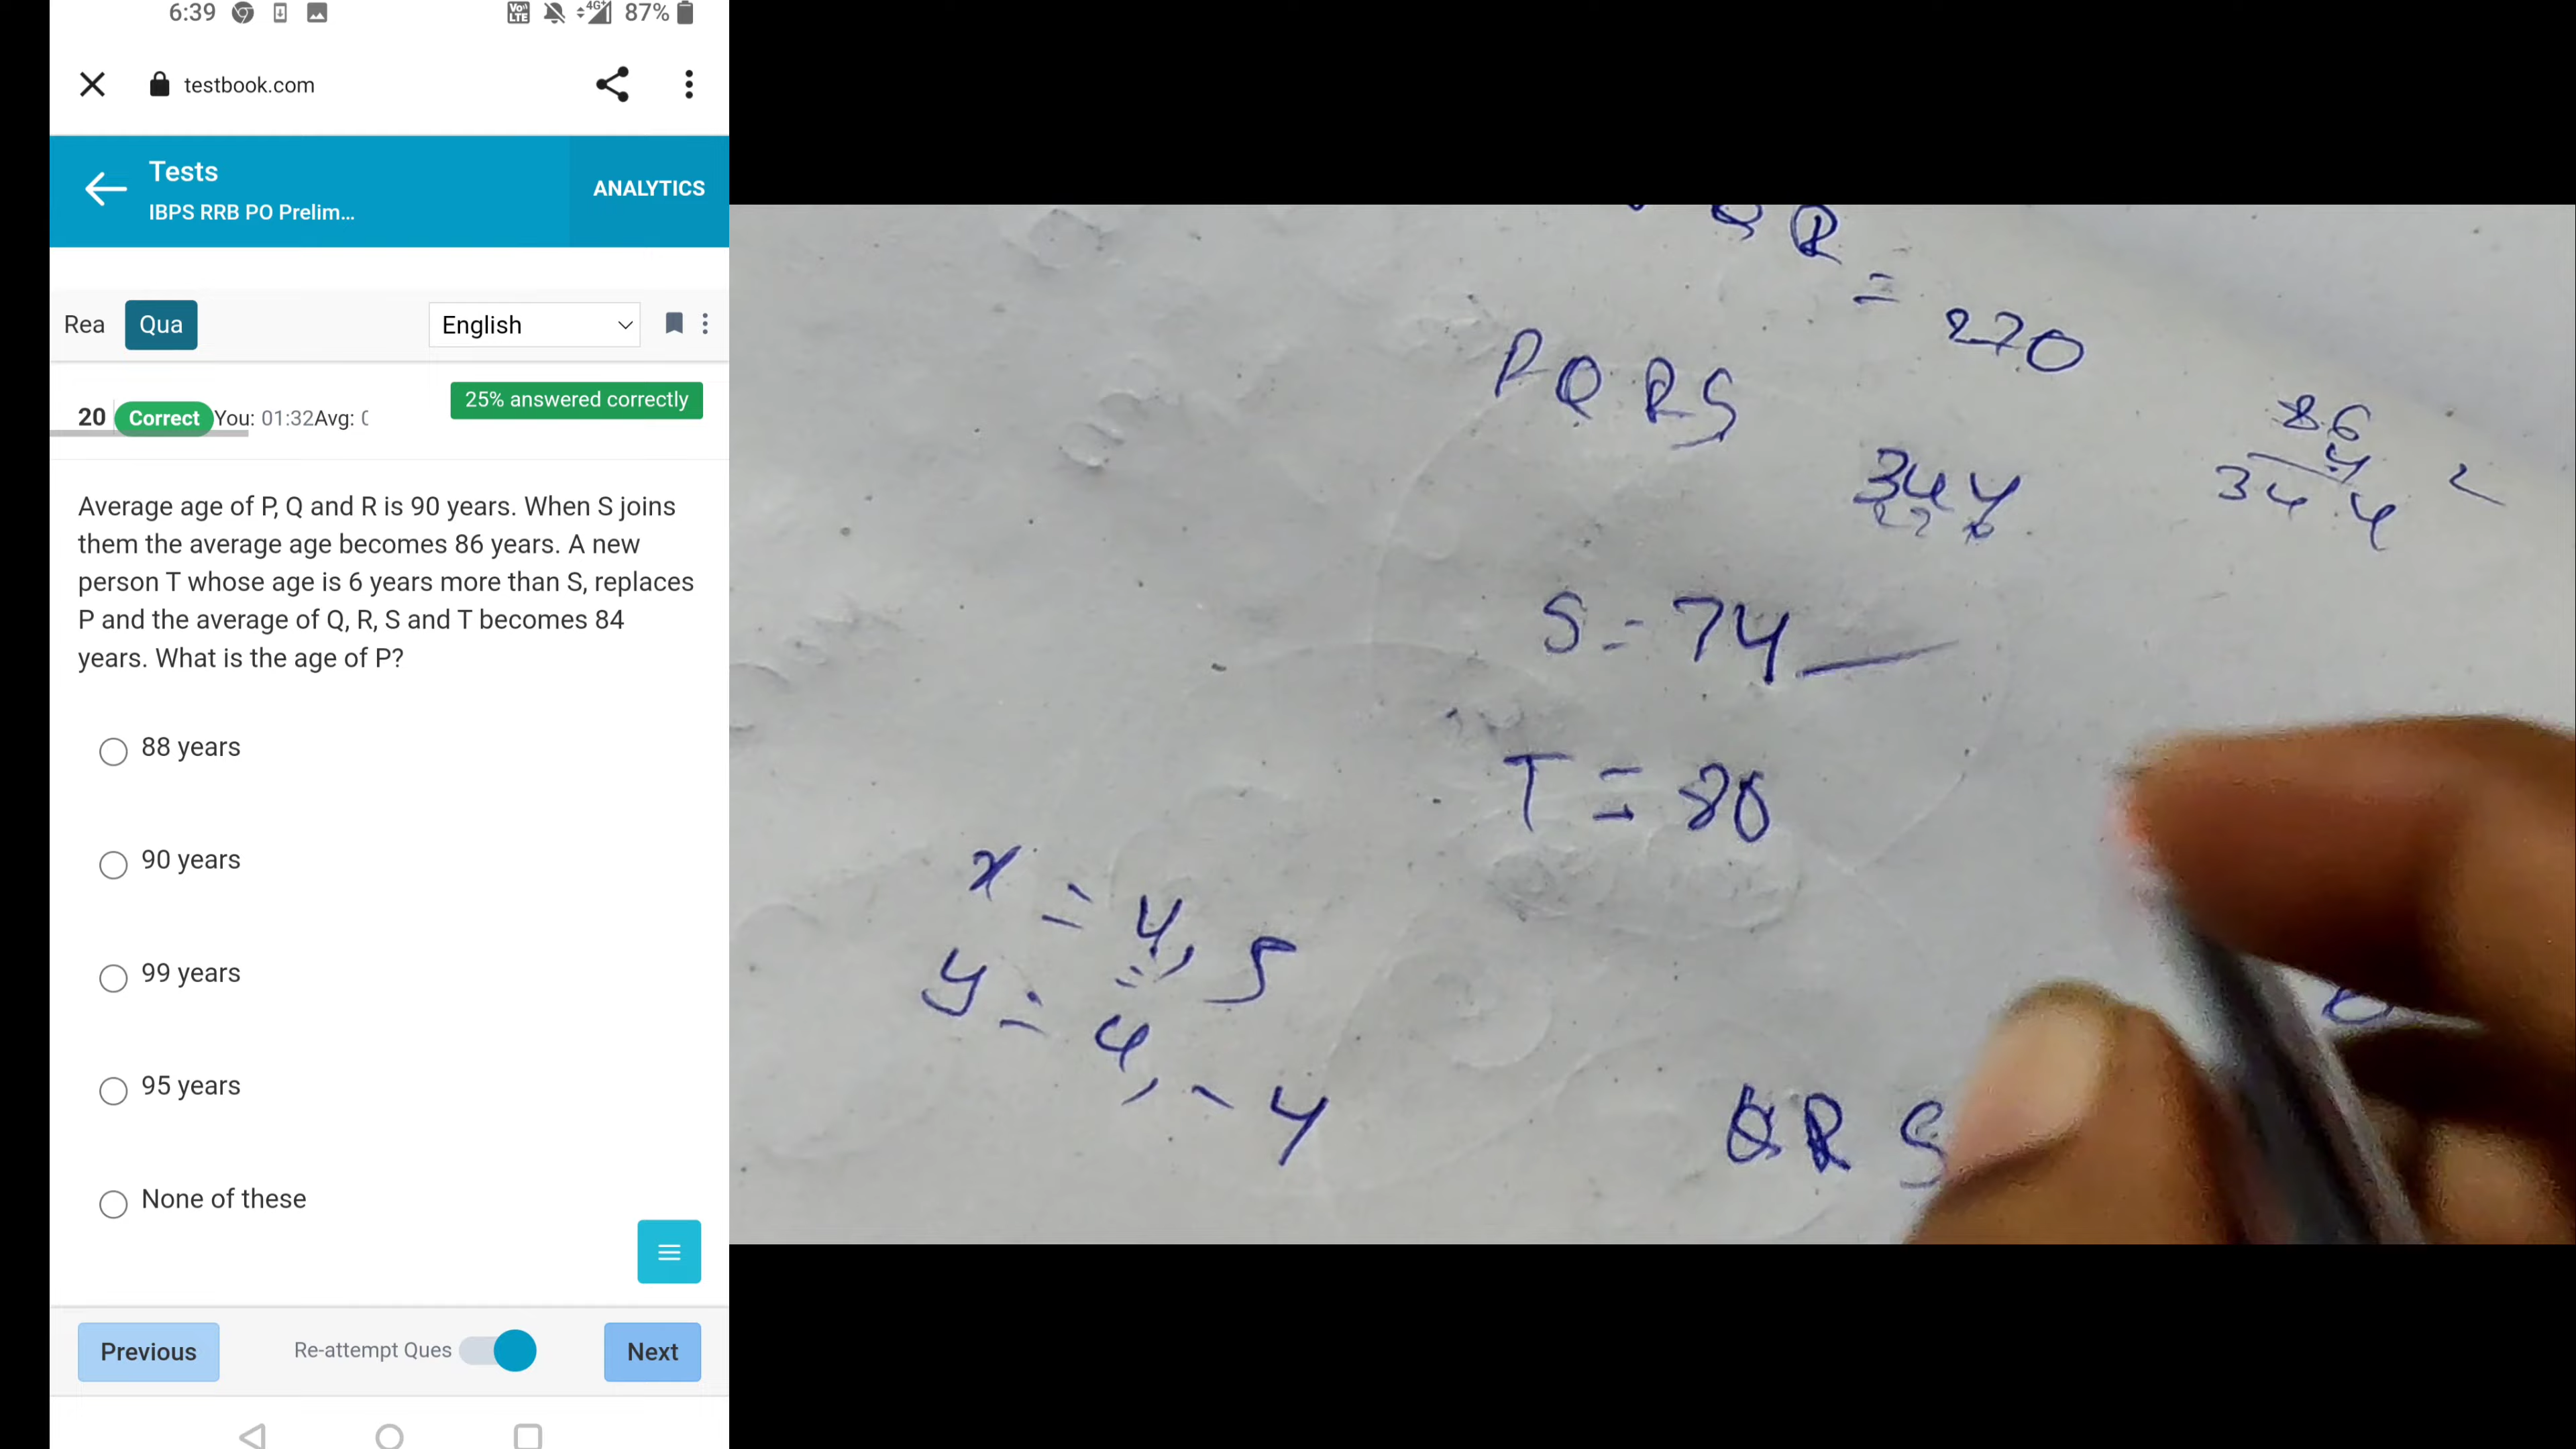 6:39 VoLTE 4G+ 87%
testbook.com
Tests
IBPS RRB PO Prelim...
ANALYTICS
Rea Qua English
20 Correct You: 01:32Avg:
25% answered correctly
Average age of P, Q and R is 90 years. When S joins
them the average age becomes 86 years. A new
person T whose age is 6 years more than S, replaces
P and the average of Q, R, S and T becomes 84
years. What is the age of P?
88 years
90 years
99 years
95 years
None of these
Previous Re-attempt Ques Next
Q R = 270
P Q R S
344
270
86
4
344
S = 74
T = 80
x = 4, 5
y = 4, -4
Q R S